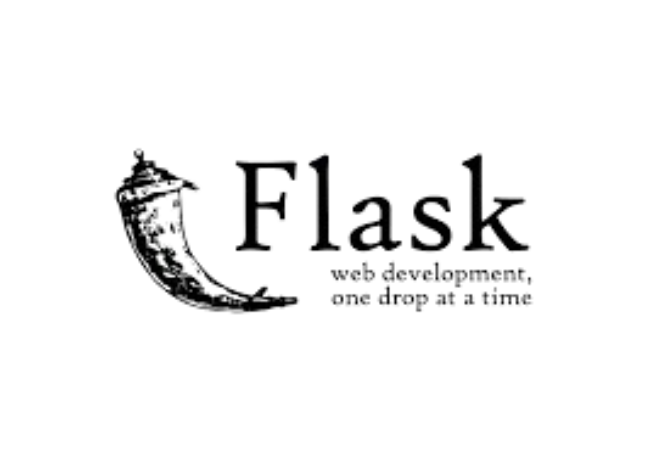 Flask
web development,
one drop at a time